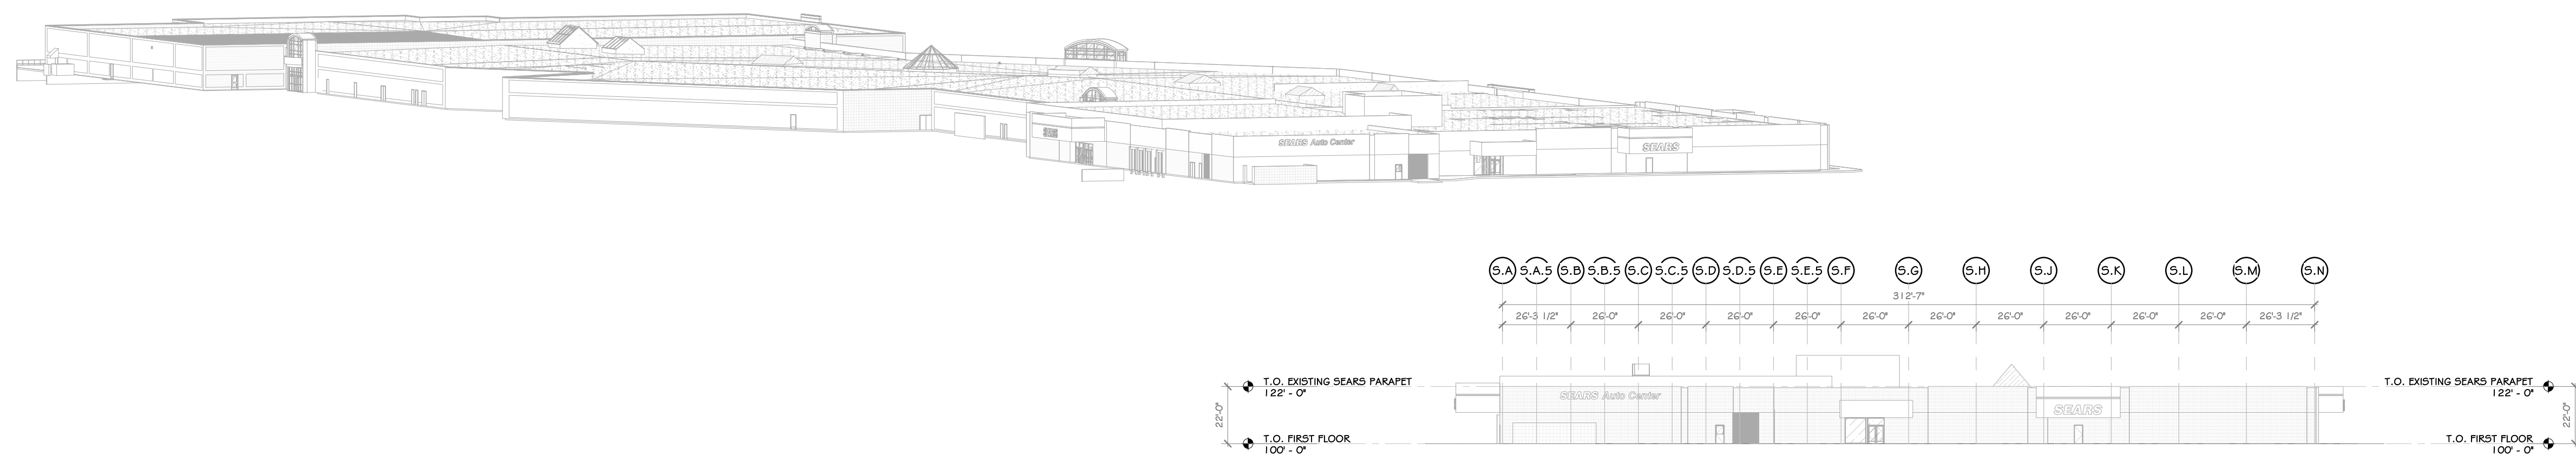 SEARS
SEARS Auto Center
SEARS
S.A S.A.5 S.B S.B.5 S.C S.C.5 S.D S.D.5 S.E S.E.5 S.F S.G S.H S.J S.K S.L S.M S.N
312'-7"
26'-3 1/2" 26'-0" 26'-0" 26'-0" 26'-0" 26'-0" 26'-0" 26'-0" 26'-0" 26'-0" 26'-0" 26'-3 1/2"
T.O. EXISTING SEARS PARAPET
122' - 0"
SEARS Auto Center
SEARS
T.O. EXISTING SEARS PARAPET
122' - 0"
22'-0"
22'-0"
T.O. FIRST FLOOR
100' - 0"
T.O. FIRST FLOOR
100' - 0"